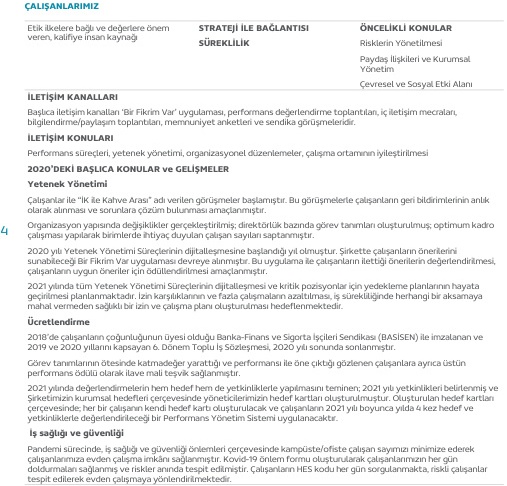 ÇALIŞANLARIMIZ
Etik ilkelere bağlı ve değerlere önem
veren, kalifiye insan kaynağı
STRATEJİ İLE BAĞLANTISI
SÜREKLİLİK
ÖNCELİKLİ KONULAR
Risklerin Yönetilmesi
Paydaş İlişkileri ve Kurumsal
Yönetim
Çevresel ve Sosyal Etki Alanı
İLETİŞİM KANALLARI
Başlıca iletişim kanalları 'Bir Fikrim Var' uygulaması, performans değerlendirme toplantıları, iç iletişim mecraları,
bilgilendirme/paylaşım toplantıları, memnuniyet anketleri ve sendika görüşmeleridir.
İLETİŞİM KONULARI
Performans süreçleri, yetenek yönetimi, organizasyonel düzenlemeler, çalışma ortamının iyileştirilmesi
2020'DEKİ BAŞLICA KONULAR ve GELİŞMELER
Yetenek Yönetimi
Çalışanlar ile "İK ile Kahve Arası" adı verilen görüşmeler başlamıştır. Bu görüşmelerle çalışanların geri bildirimlerinin anlık
olarak alınması ve sorunlara çözüm bulunması amaçlanmıştır.
Organizasyon yapısında değişiklikler gerçekleştirilmiş; direktörlük bazında görev tanımları oluşturulmuş; optimum kadro
çalışması yapılarak birimlerde ihtiyaç duyulan çalışan sayıları saptanmıştır.
4
2020 yılı Yetenek Yönetimi Süreçlerinin dijitalleşmesine başlandığı yıl olmuştur. Şirkette çalışanların önerilerini
sunabileceği Bir Fikrim Var uygulaması devreye alınmıştır. Bu uygulama ile çalışanların ilettiği önerilerin değerlendirilmesi,
çalışanların uygun öneriler için ödüllendirilmesi amaçlanmıştır.
2021 yılında tüm Yetenek Yönetimi Süreçlerinin dijitalleşmesi ve kritik pozisyonlar için yedekleme planlarının hayata
geçirilmesi planlanmaktadır. İzin karşılıklarının ve fazla çalışmaların azaltılması, iş sürekliliğinde herhangi bir aksamaya
mahal vermeden sağlıklı bir izin ve çalışma planı oluşturulması hedeflenmektedir.
Ücretlendirme
2018'de çalışanların çoğunluğunun üyesi olduğu Banka-Finans ve Sigorta İşçileri Sendikası (BASİSEN) ile imzalanan ve
2019 ve 2020 yıllarını kapsayan 6. Dönem Toplu İş Sözleşmesi, 2020 yılı sonunda sonlanmıştır.
Görev tanımlarının ötesinde katmadeğer yarattığı ve performansı ile öne çıktığı gözlenen çalışanlara ayrıca üstün
performans ödülü olarak ilave mali teşvik sağlanmıştır.
2021 yılında değerlendirmelerin hem hedef hem de yetkinliklerle yapılmasını teminen; 2021 yılı yetkinlikleri belirlenmiş ve
Şirketimizin kurumsal hedefleri çerçevesinde yöneticilerimizin hedef kartları oluşturulmuştur. Oluşturulan hedef kartları
çerçevesinde; her bir çalışanın kendi hedef kartı oluşturulacak ve çalışanların 2021 yılı boyunca yılda 4 kez hedef ve
yetkinliklerle değerlendirileceği bir Performans Yönetim Sistemi uygulanacaktır.
İş sağlığı ve güvenliği
Pandemi sürecinde, iş sağlığı ve güvenliği önlemleri çerçevesinde kampüste/ofiste çalışan sayımızı minimize ederek
çalışanlarımıza evden çalışma imkânı sağlanmıştır. Kovid-19 önlem formu oluşturularak çalışanlarımızın her gün
doldurmaları sağlanmış ve riskler anında tespit edilmiştir. Çalışanların HES kodu her gün sorgulanmakta, riskli çalışanlar
tespit edilerek evden çalışmaya yönlendirilmektedir.